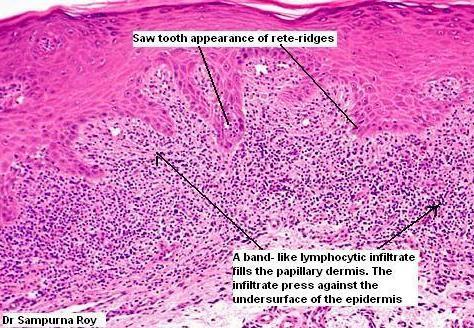 Saw tooth appearance of rete-ridges
A band- like lymphocytic infiltrate
fills the papillary dermis. The
infiltrate press against the
undersurface of the epidermis
Dr Sampurna Roy